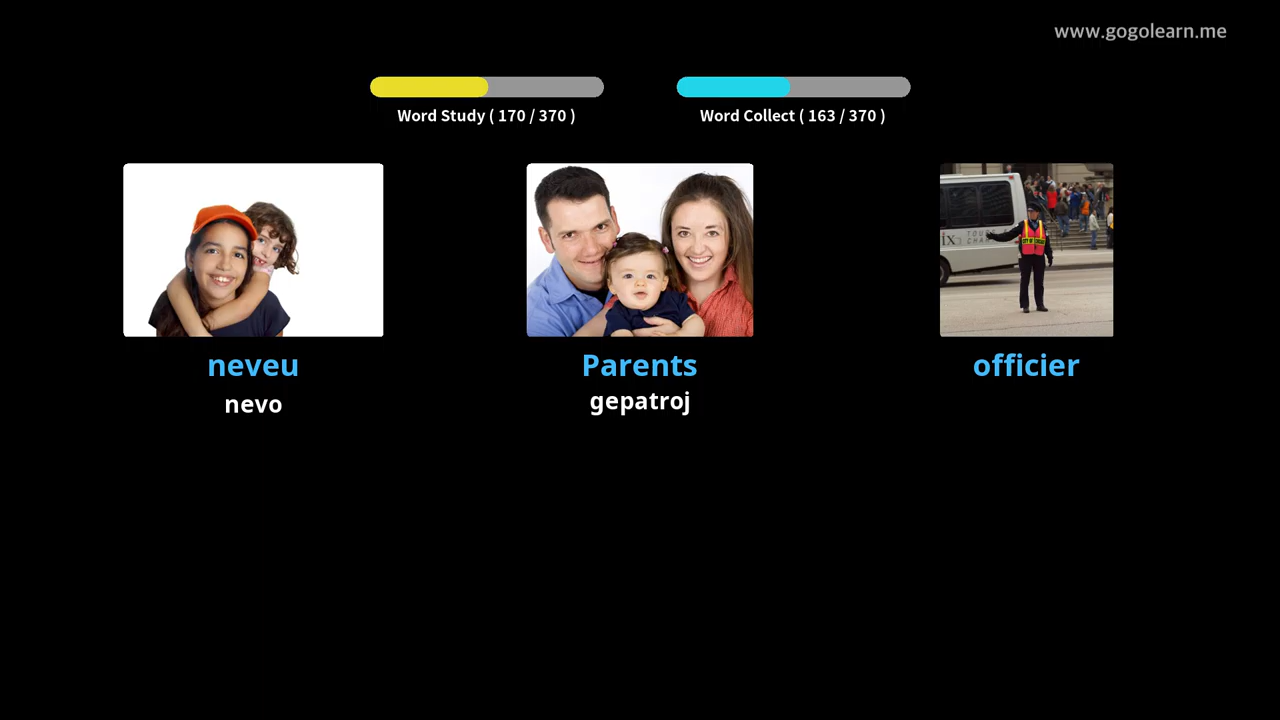 www.gogolearn.me
Word Study ( 170 / 370 )
Word Collect ( 163 / 370 )
neveu
nevo
Parents
gepatroj
officier